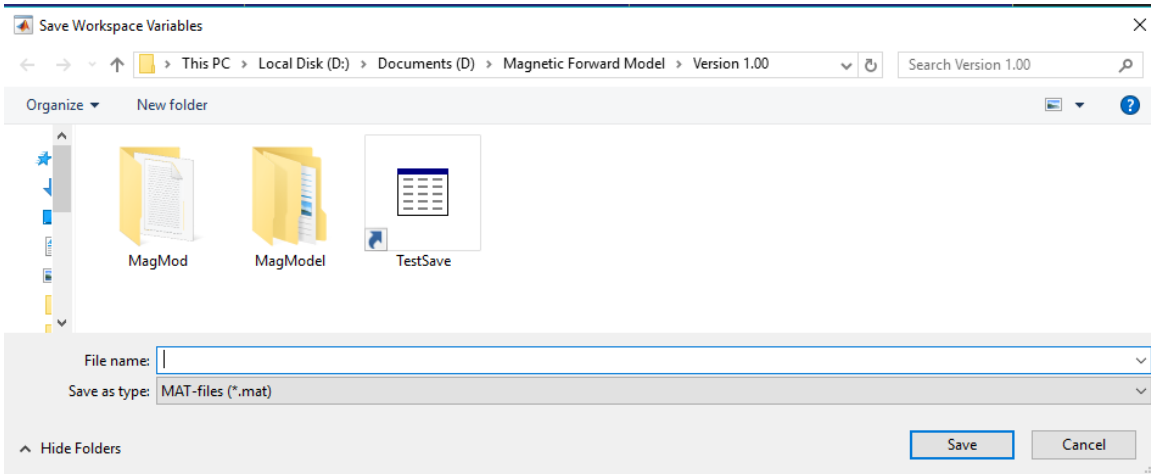 Save Workspace Variables
This PC > Local Disk (D:) > Documents (D) > Magnetic Forward Model > Version 1.00
Search Version 1.00
Organize
New folder
MagMod
MagModel
TestSave
File name:
Save as type: MAT-files (*.mat)
Hide Folders
Save
Cancel